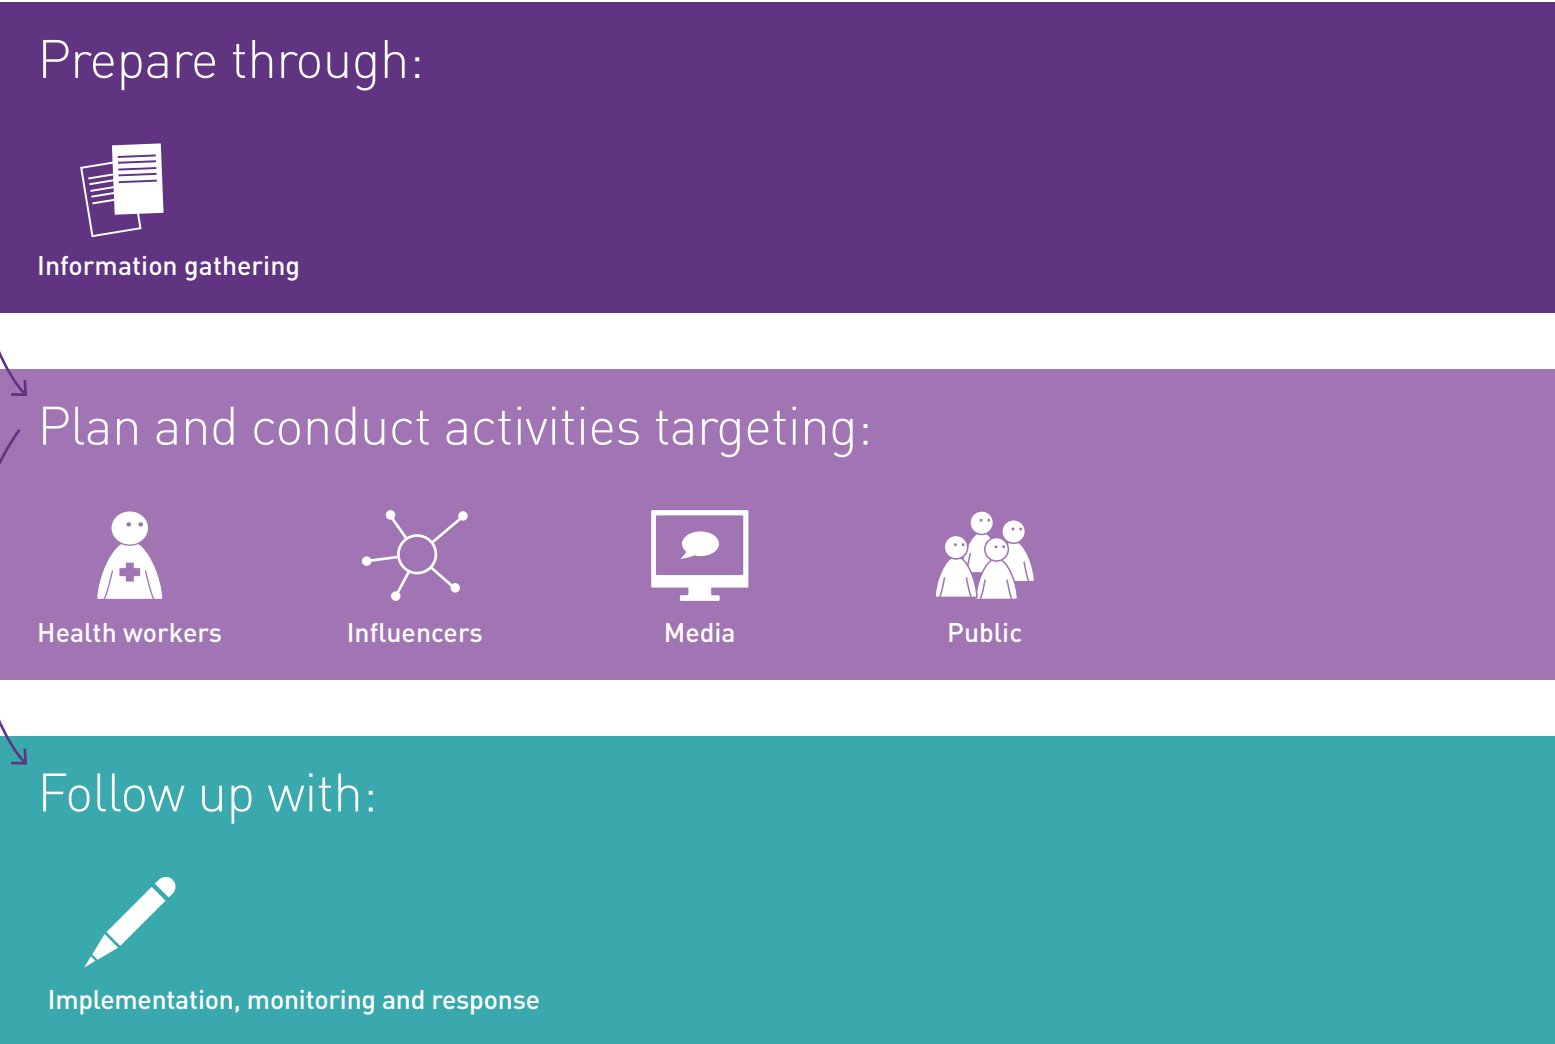 Prepare through:
Information gathering
Plan and conduct activities targeting:
Health workers
Influencers
Media
Public
Follow up with:
Implementation, monitoring and response